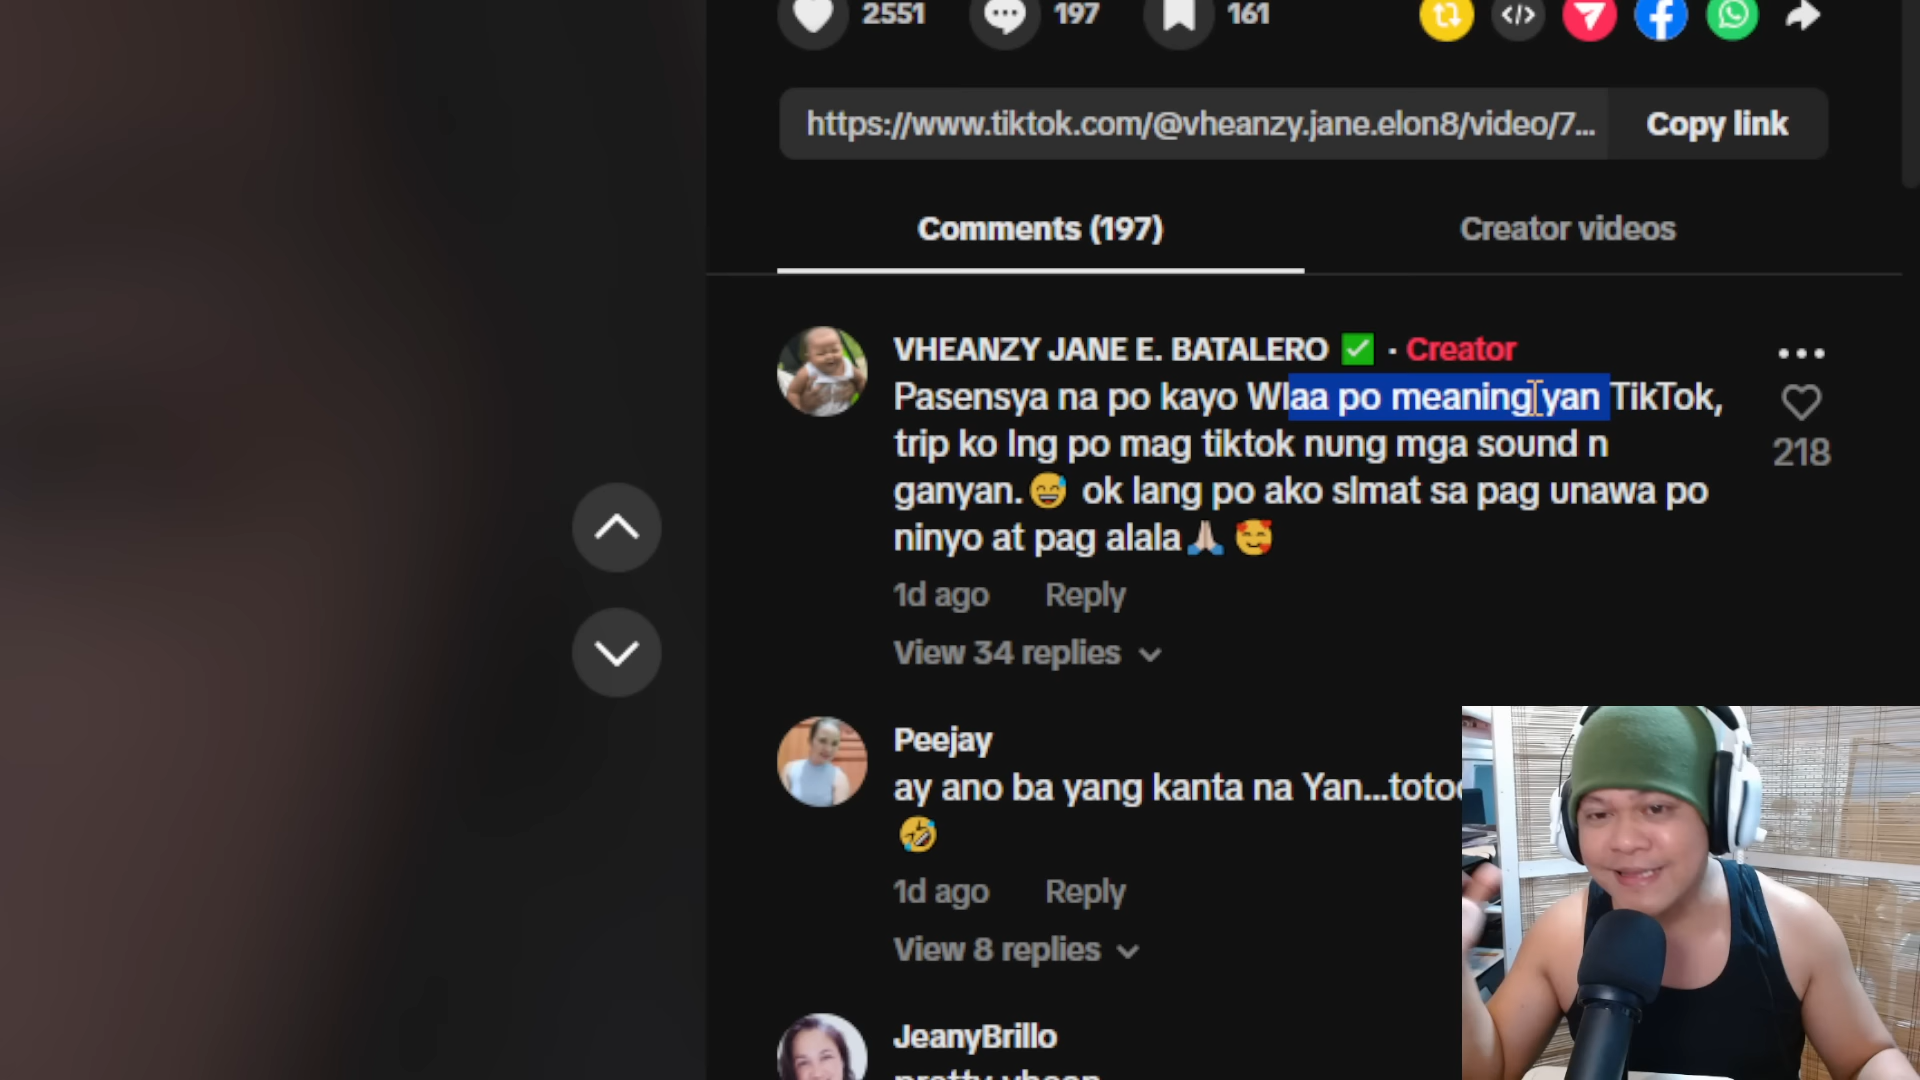 2551 197 161
https://www.tiktok.com/@vheanzy.jane.elon8/video/7... Copy link
Comments (197) Creator videos
VHEANZY JANE E. BATALERO ✅ · Creator
Pasensya na po kayo Wlaa po meaning yan TikTok,
trip ko lng po mag tiktok nung mga sound n
ganyan.😅 ok lang po ako slmat sa pag unawa po
ninyo at pag alala🙏🏻🥰
218
1d ago Reply
View 34 replies
Peejay
ay ano ba yang kanta na Yan...
🤣
1d ago Reply
View 8 replies
JeanyBrillo
pretty vhean